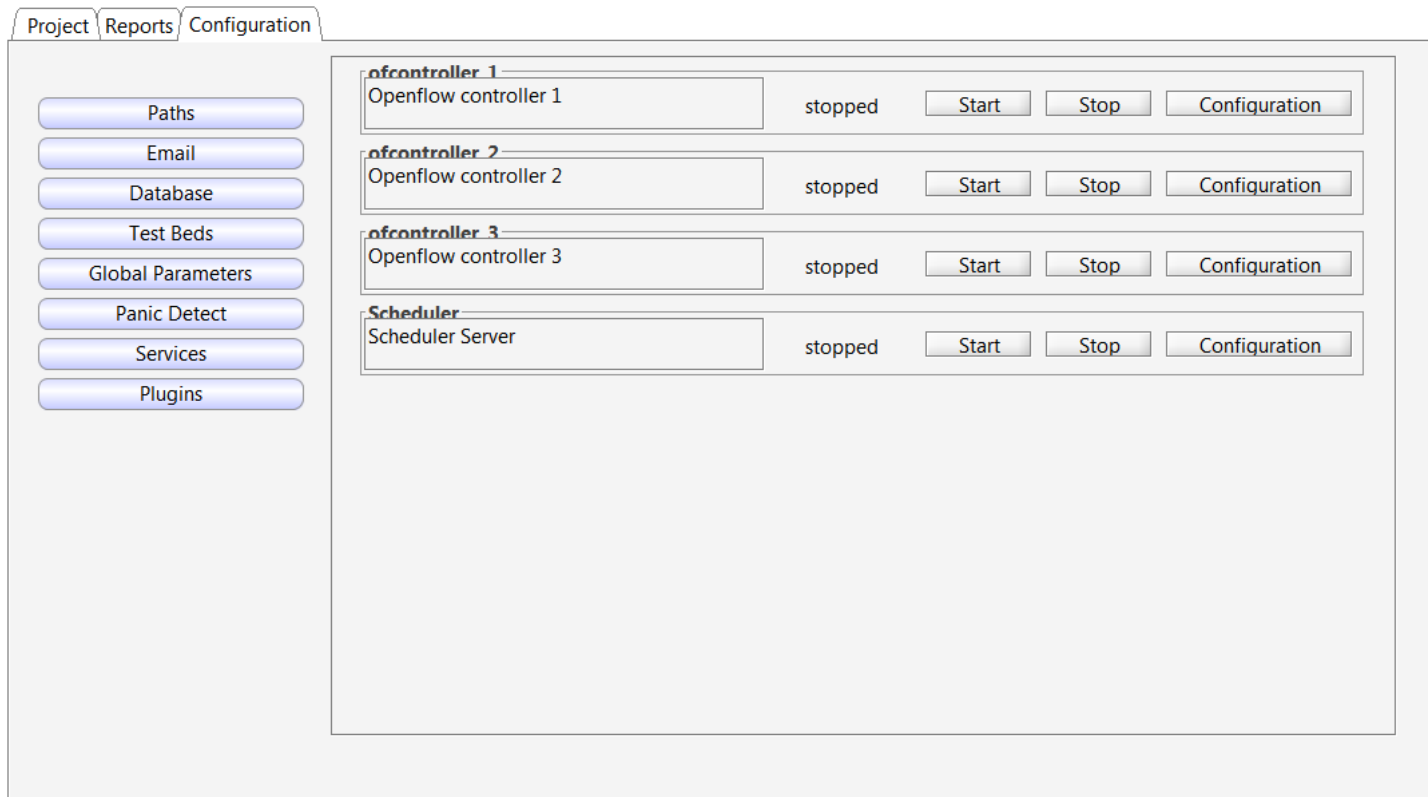 Project Reports Configuration
Paths
Email
Database
Test Beds
Global Parameters
Panic Detect
Services
Plugins
ofcontroller_1
Openflow controller 1
stopped Start Stop Configuration
ofcontroller_2
Openflow controller 2
stopped Start Stop Configuration
ofcontroller_3
Openflow controller 3
stopped Start Stop Configuration
Scheduler
Scheduler Server
stopped Start Stop Configuration